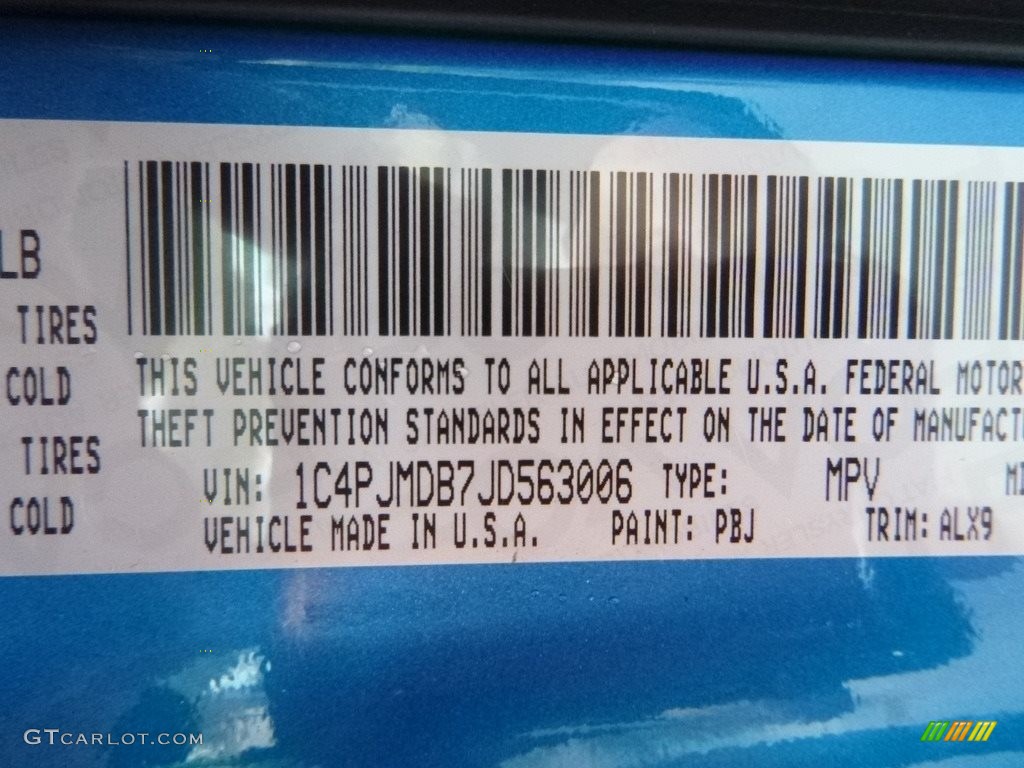 LB
TIRES
COLD
TIRES
COLD
THIS VEHICLE CONFORMS TO ALL APPLICABLE U.S.A. FEDERAL MOTOR
THEFT PREVENTION STANDARDS IN EFFECT ON THE DATE OF MANUFACT
VIN: 1C4PJMDB7JD563006 TYPE: MPV
VEHICLE MADE IN U.S.A. PAINT: PBJ TRIM: ALX9
GTCARLOT.COM